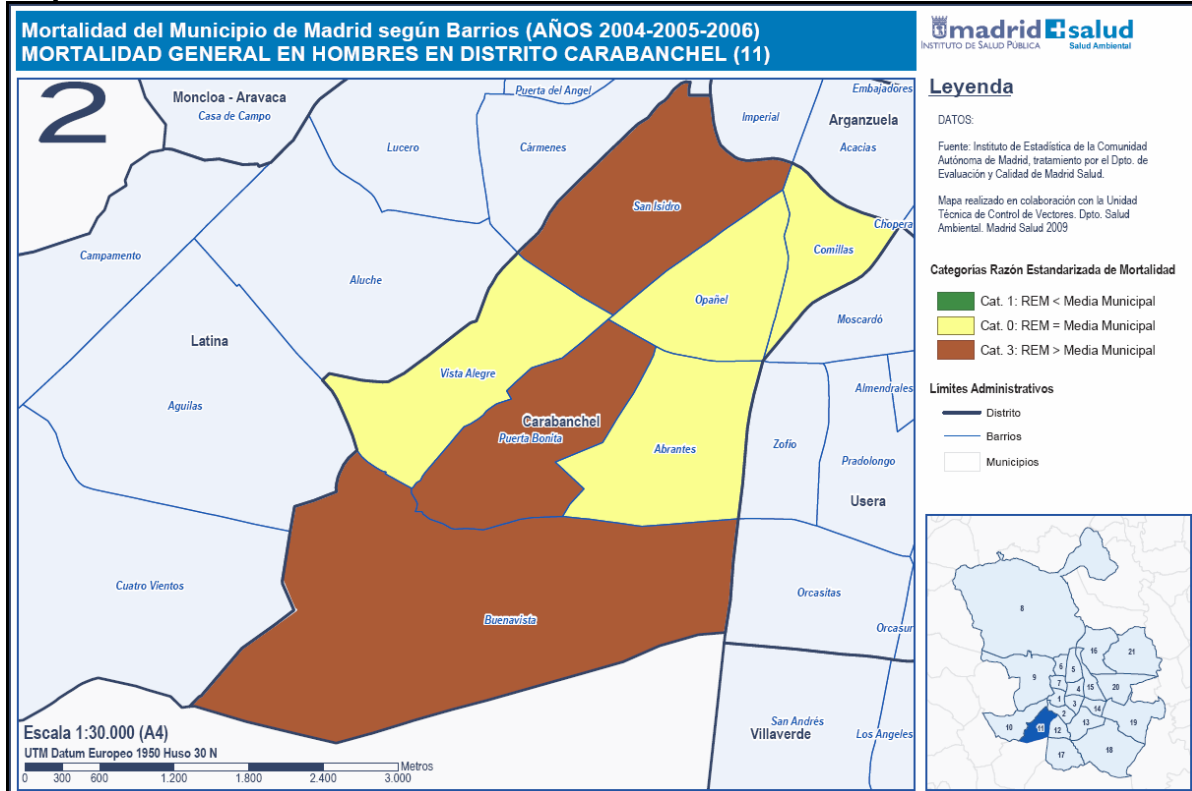 Mortalidad del Municipio de Madrid según Barrios (AÑOS 2004-2005-2006)
MORTALIDAD GENERAL EN HOMBRES EN DISTRITO CARABANCHEL (11)
madrid+salud
INSTITUTO DE SALUD PÚBLICA
Salud Ambiental
2
Moncloa - Aravaca
Casa de Campo
Puerta del Angel
Embajadores
Lucero
Cármenes
Imperial
Arganzuela
Acacias
San Isidro
Chopera
Campamento
Comillas
Aluche
Opañel
Moscardó
Latina
Vista Alegre
Almendrales
Aguilas
Carabanchel
Puerta Bonita
Abrantes
Zofío
Pradolongo
Usera
Cuatro Vientos
Orcasitas
Buenavista
Orcasur
San Andrés
Villaverde
Los Angeles
Escala 1:30.000 (A4)
UTM Datum Europeo 1950 Huso 30 N
Metros
0 300 600 1.200 1.800 2.400 3.000
Leyenda
DATOS:
Fuente: Instituto de Estadística de la Comunidad
Autónoma de Madrid, tratamiento por el Dpto. de
Evaluación y Calidad de Madrid Salud.
Mapa realizado en colaboración con la Unidad
Técnica de Control de Vectores. Dpto. Salud
Ambiental. Madrid Salud 2009
Categorias Razón Estandarizada de Mortalidad
Cat. 1: REM < Media Municipal
Cat. 0: REM = Media Municipal
Cat. 3: REM > Media Municipal
Límites Administrativos
Distrito
Barrios
Municipios
8
16
21
6
5
9
7
4
15
20
1
3
14
2
10
11
12
13
19
17
18